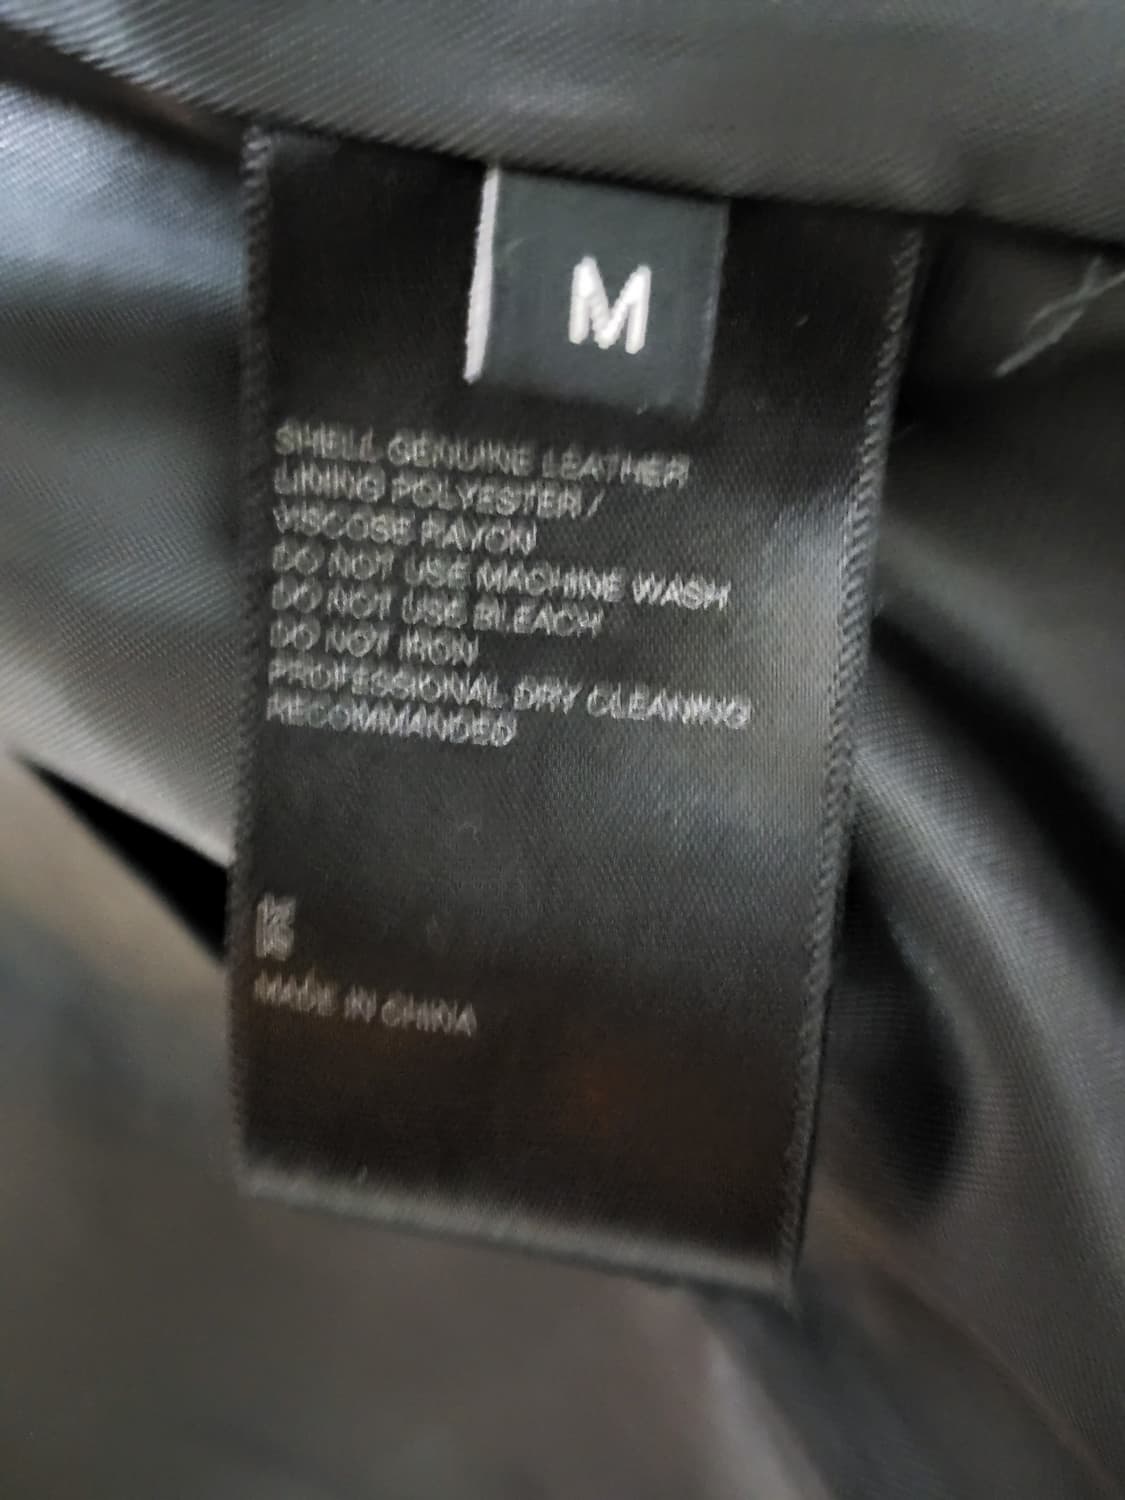 M
SHELL GENUINE LEATHER
LINING POLYESTER/
VISCOSE RAYON
DO NOT USE MACHINE WASH
DO NOT USE BLEACH
DO NOT IRON
PROFESSIONAL DRY CLEANING
RECOMMANDED
MADE IN CHINA